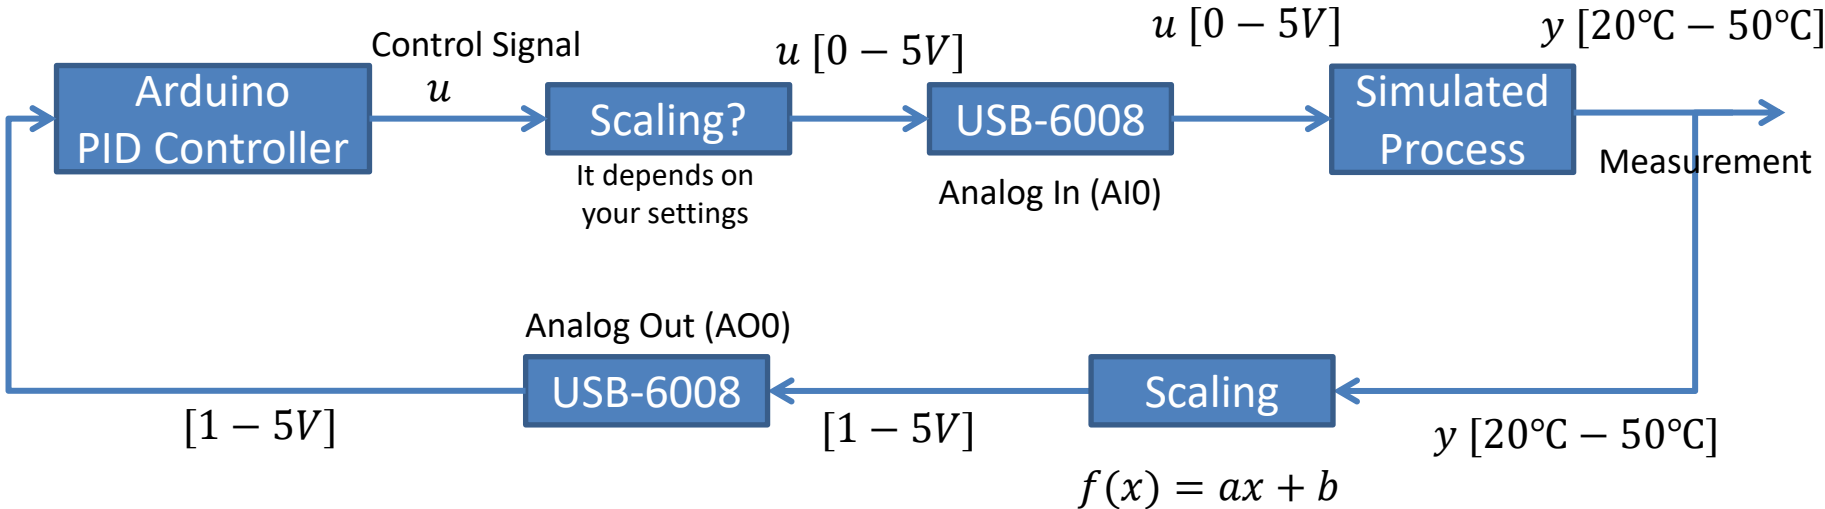 Arduino
PID Controller
Control Signal
𝑢
Scaling?
It depends on
your settings
𝑢 [0 − 5𝑉]
USB-6008
Analog In (AI0)
𝑢 [0 − 5𝑉]
Simulated
Process
𝑦 [20℃ − 50℃]
Measurement
Analog Out (AO0)
USB-6008
[1 − 5𝑉]
[1 − 5𝑉]
Scaling
𝑓(𝑥) = 𝑎𝑥 + 𝑏
𝑦 [20℃ − 50℃]